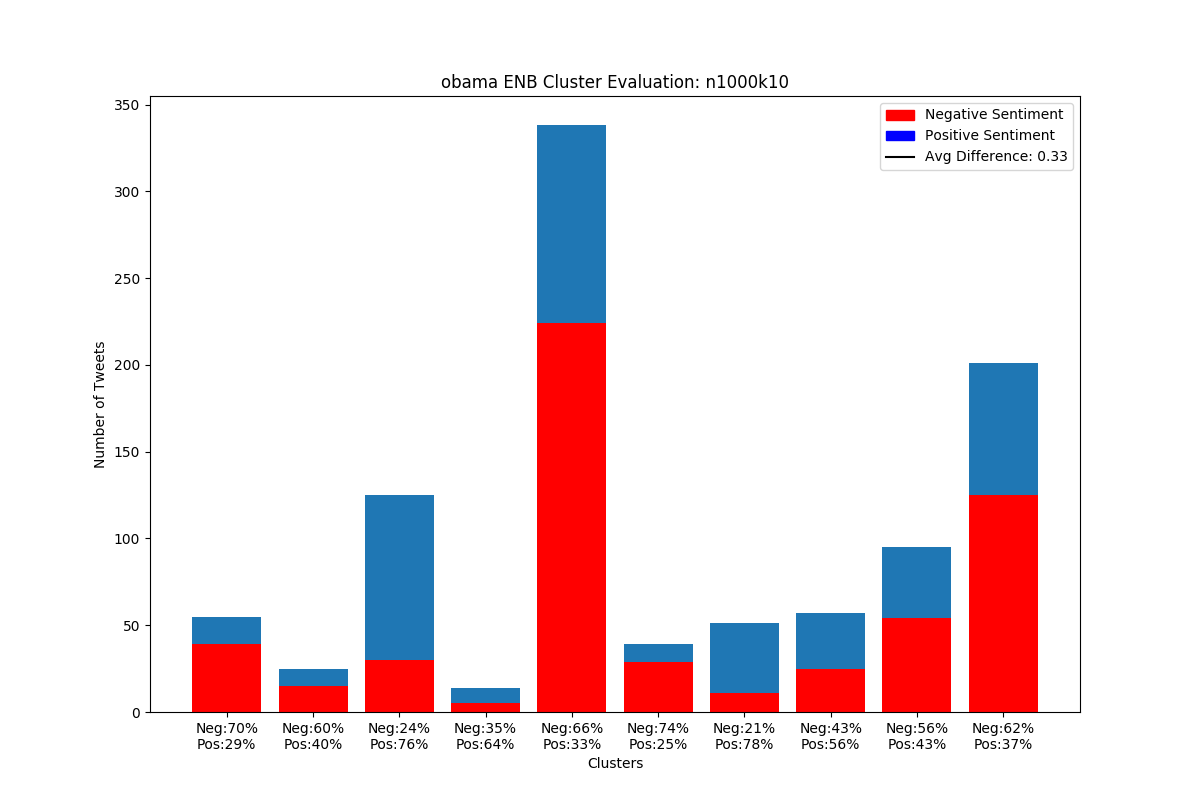 obama ENB Cluster Evaluation: n1000k10
Negative Sentiment
Positive Sentiment
Avg Difference: 0.33
350
300
250
200
150
100
50
0
Number of Tweets
Neg:70% Neg:60% Neg:24% Neg:35% Neg:66% Neg:74% Neg:21% Neg:43% Neg:56% Neg:62%
Pos:29% Pos:40% Pos:76% Pos:64% Pos:33% Pos:25% Pos:78% Pos:56% Pos:43% Pos:37%
Clusters